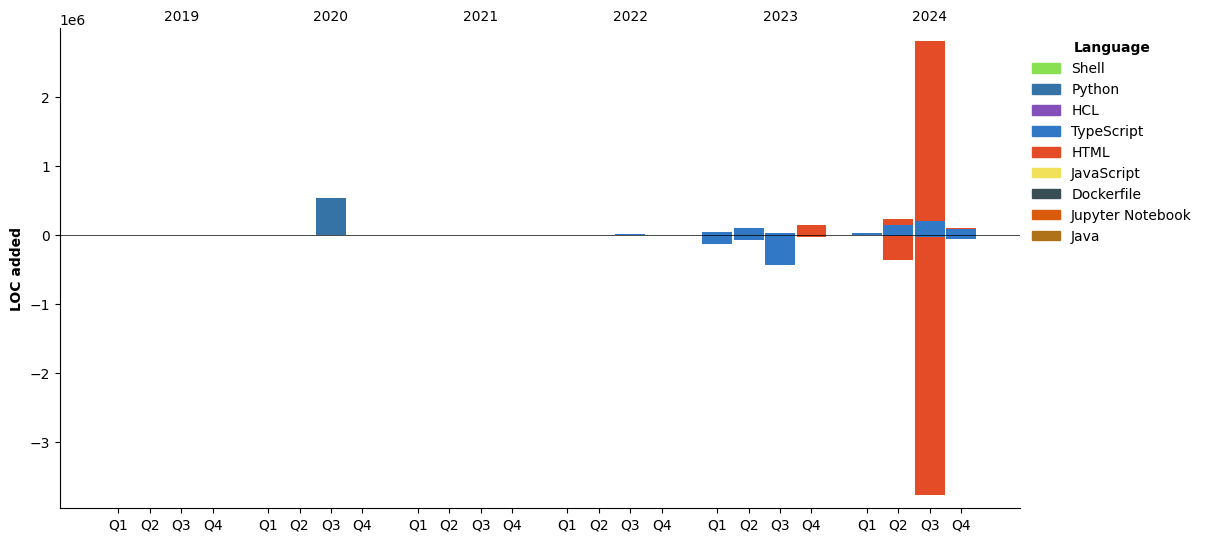 1e6
2019 2020 2021 2022 2023 2024
Language
Shell
Python
HCL
TypeScript
HTML
JavaScript
Dockerfile
Jupyter Notebook
Java
LOC added
2
1
0
−1
−2
−3
Q1 Q2 Q3 Q4 Q1 Q2 Q3 Q4 Q1 Q2 Q3 Q4 Q1 Q2 Q3 Q4 Q1 Q2 Q3 Q4 Q1 Q2 Q3 Q4